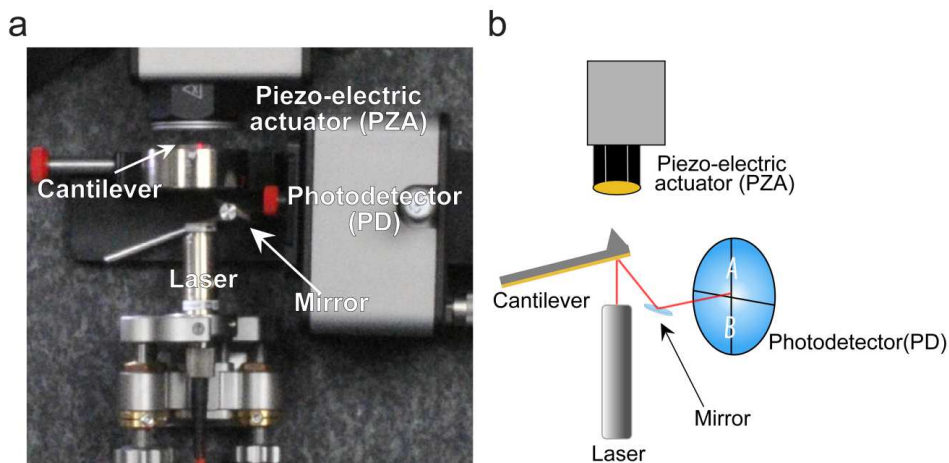 a
Piezo-electric
actuator (PZA)
Cantilever
Photodetector
(PD)
Laser
Mirror
b
Piezo-electric
actuator (PZA)
Cantilever
A
B
Photodetector(PD)
Mirror
Laser